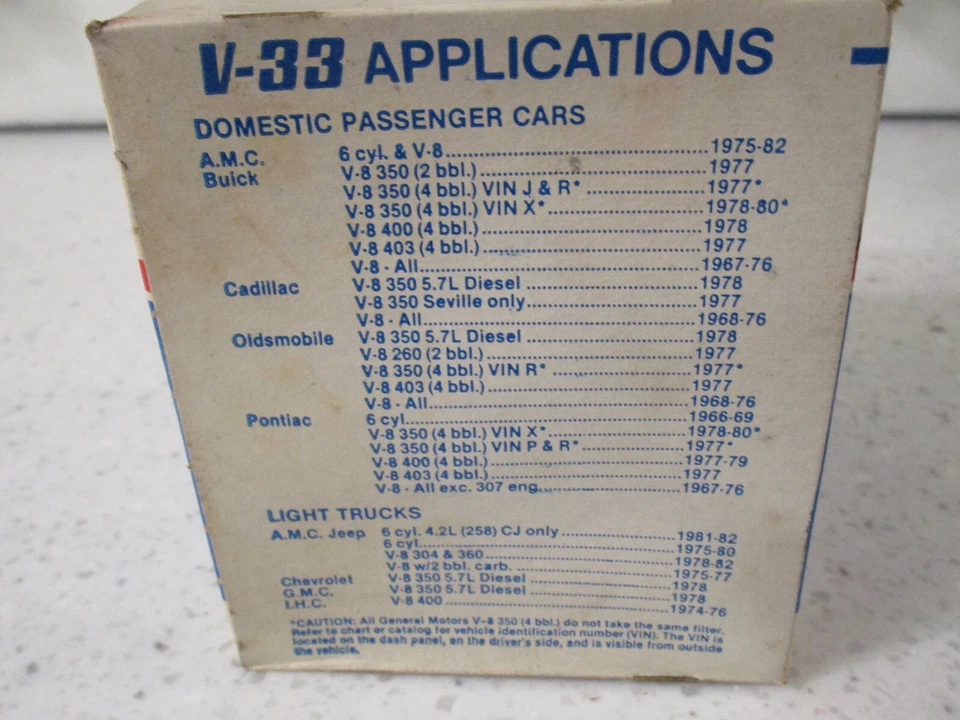 V-33 APPLICATIONS
DOMESTIC PASSENGER CARS
A.M.C. 6 cyl. & V-8 1975-82
Buick V-8 350 (2 bbl.) 1977
V-8 350 (4 bbl.) VIN J & R* 1977*
V-8 350 (4 bbl.) VIN X* 1978-80*
V-8 400 (4 bbl.) 1978
V-8 403 (4 bbl.) 1977
V-8 - All 1967-76
Cadillac V-8 350 5.7L Diesel 1978
V-8 350 Seville only 1977
V-8 - All 1968-76
Oldsmobile V-8 350 5.7L Diesel 1978
V-8 260 (2 bbl.) 1977
V-8 350 (4 bbl.) VIN R* 1977*
V-8 403 (4 bbl.) 1977
V-8 - All 1968-76
Pontiac 6 cyl. 1966-69
V-8 350 (4 bbl.) VIN X* 1978-80*
V-8 350 (4 bbl.) VIN P & R* 1977*
V-8 400 (4 bbl.) 1977-79
V-8 403 (4 bbl.) 1977
V-8 - All exc. 307 eng. 1967-76
LIGHT TRUCKS
A.M.C. Jeep 6 cyl. 4.2L (258) CJ only 1981-82
6 cyl. 1975-80
V-8 304 & 360 1978-82
V-8 w/2 bbl. carb. 1975-77
Chevrolet V-8 350 5.7L Diesel 1978
G.M.C. V-8 350 5.7L Diesel 1978
I.H.C. V-8 400 1974-76
*CAUTION: All General Motors V-8 350 (4 bbl.) do not take the same filter.
Refer to chart or catalog for vehicle identification number (VIN). The VIN is
located on the dash panel, on the driver's side, and is visible from outside
the vehicle.